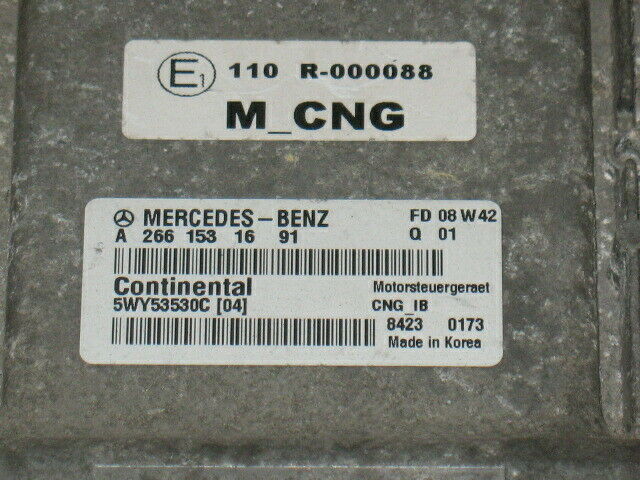 E1 110 R-000088
M_CNG
MERCEDES-BENZ FD 08 W42
A 266 153 16 91 Q 01
Continental Motorsteuergeraet
5WY53530C [04] CNG_IB
8423 0173
Made in Korea